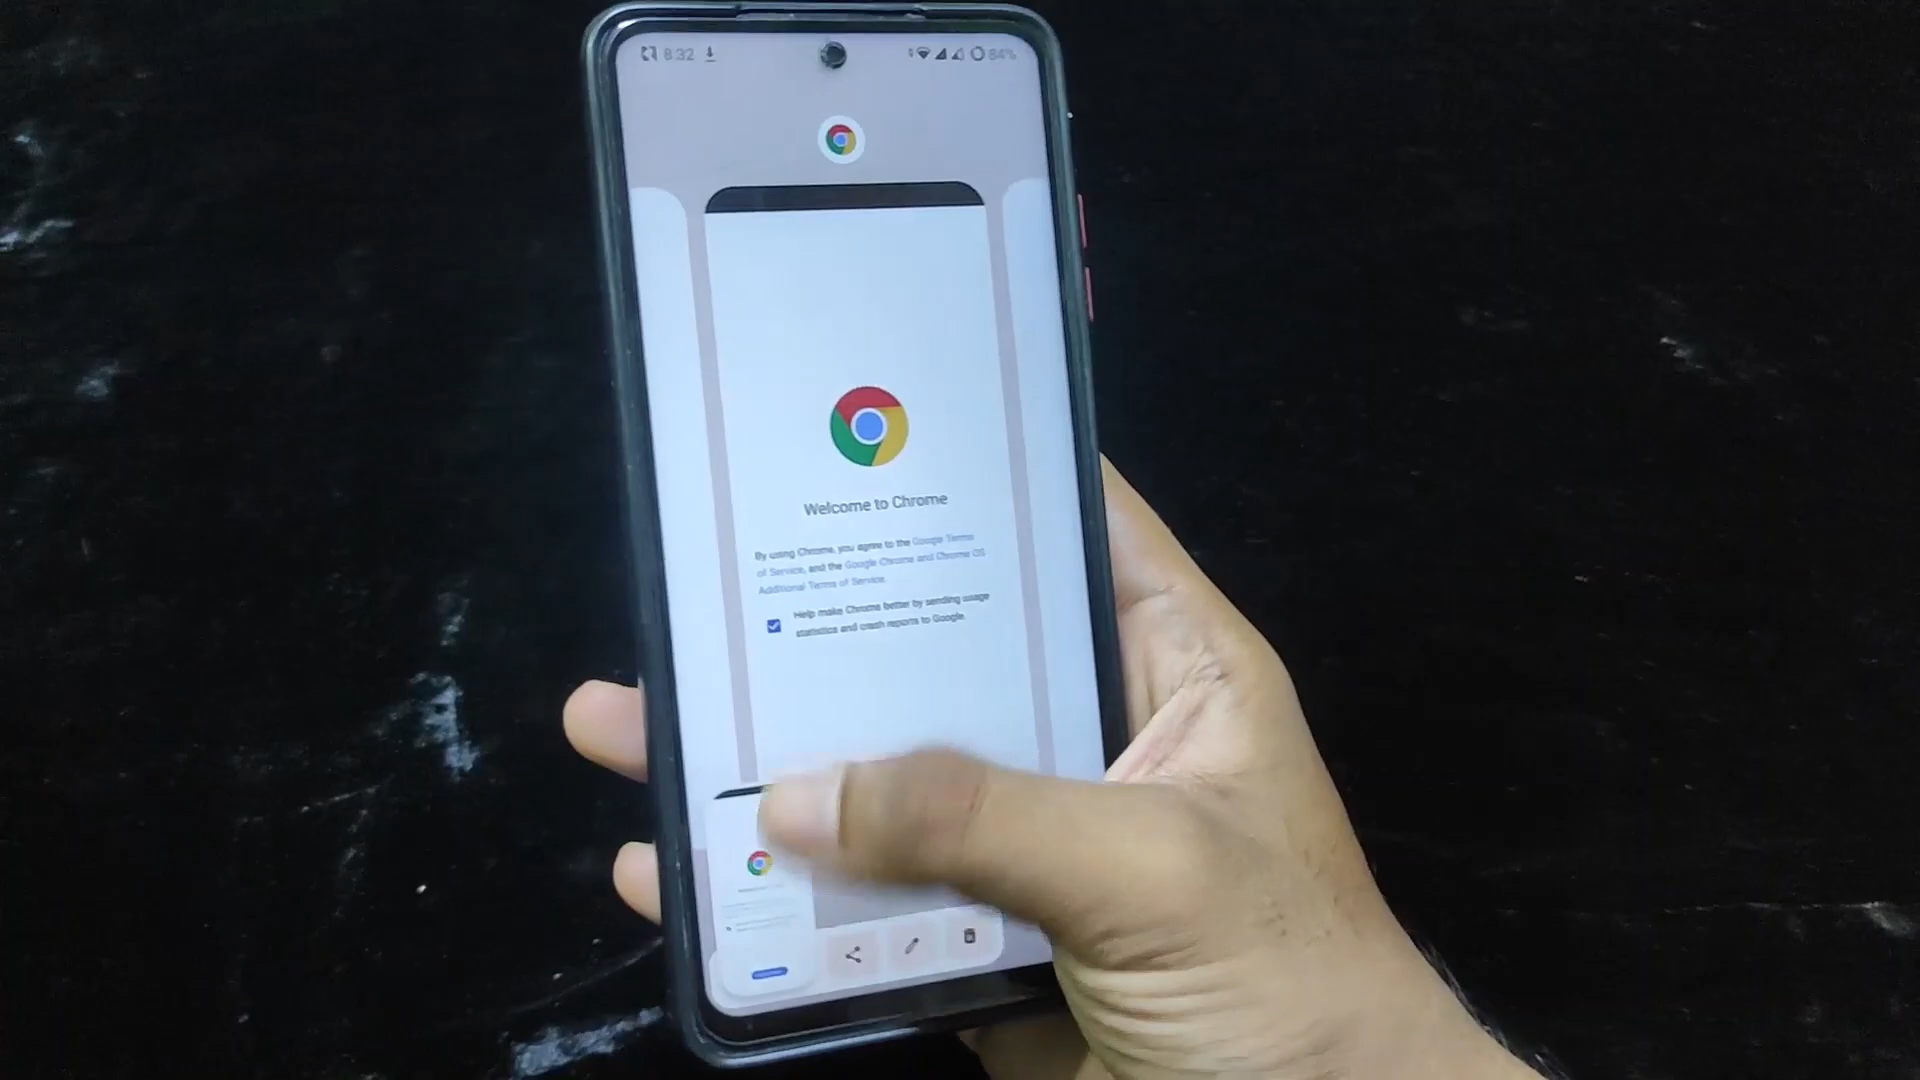 8:32
84%
Welcome to Chrome
By using Chrome, you agree to the Google Terms
of Service, and the Google Chrome and Chrome OS
Additional Terms of Service.
Help make Chrome better by sending usage
statistics and crash reports to Google.